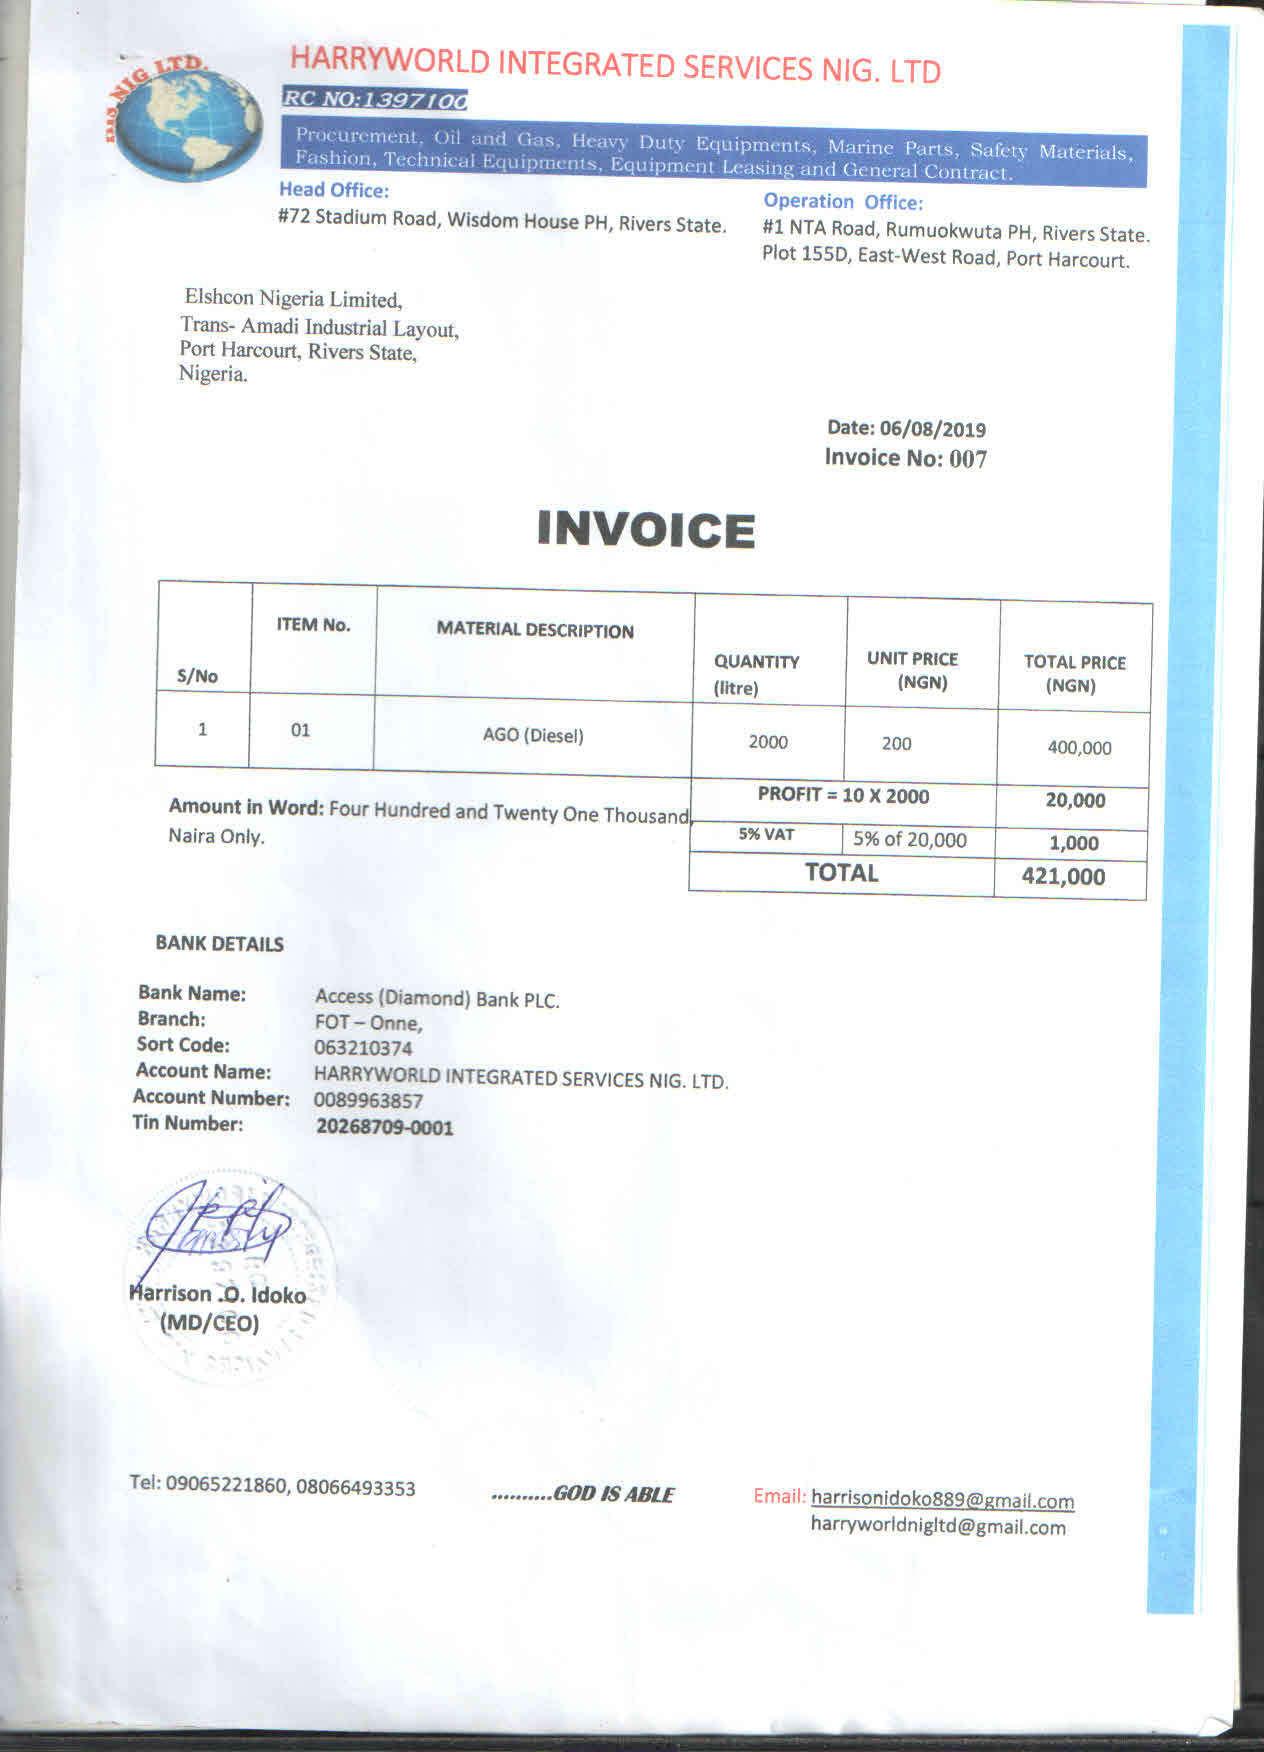 HIS NIG LTD.
HARRYWORLD INTEGRATED SERVICES NIG. LTD
RC NO:1397100
Procurement, Oil and Gas, Heavy Duty Equipments, Marine Parts, Safety Materials,
Fashion, Technical Equipments, Equipment Leasing and General Contract.
Head Office:
#72 Stadium Road, Wisdom House PH, Rivers State.
Operation Office:
#1 NTA Road, Rumuokwuta PH, Rivers State.
Plot 155D, East-West Road, Port Harcourt.
Elshcon Nigeria Limited,
Trans- Amadi Industrial Layout,
Port Harcourt, Rivers State,
Nigeria.
Date: 06/08/2019
Invoice No: 007
INVOICE
S/No ITEM No. MATERIAL DESCRIPTION QUANTITY (litre) UNIT PRICE (NGN) TOTAL PRICE (NGN)
1 01 AGO (Diesel) 2000 200 400,000
PROFIT = 10 X 2000 20,000
5% VAT 5% of 20,000 1,000
TOTAL 421,000
Amount in Word: Four Hundred and Twenty One Thousand
Naira Only.
BANK DETAILS
Bank Name: Access (Diamond) Bank PLC.
Branch: FOT – Onne,
Sort Code: 063210374
Account Name: HARRYWORLD INTEGRATED SERVICES NIG. LTD.
Account Number: 0089963857
Tin Number: 20268709-0001
Harrison .O. Idoko
(MD/CEO)
Tel: 09065221860, 08066493353
..........GOD IS ABLE
Email: harrisonidoko889@gmail.com
harryworldnigltd@gmail.com